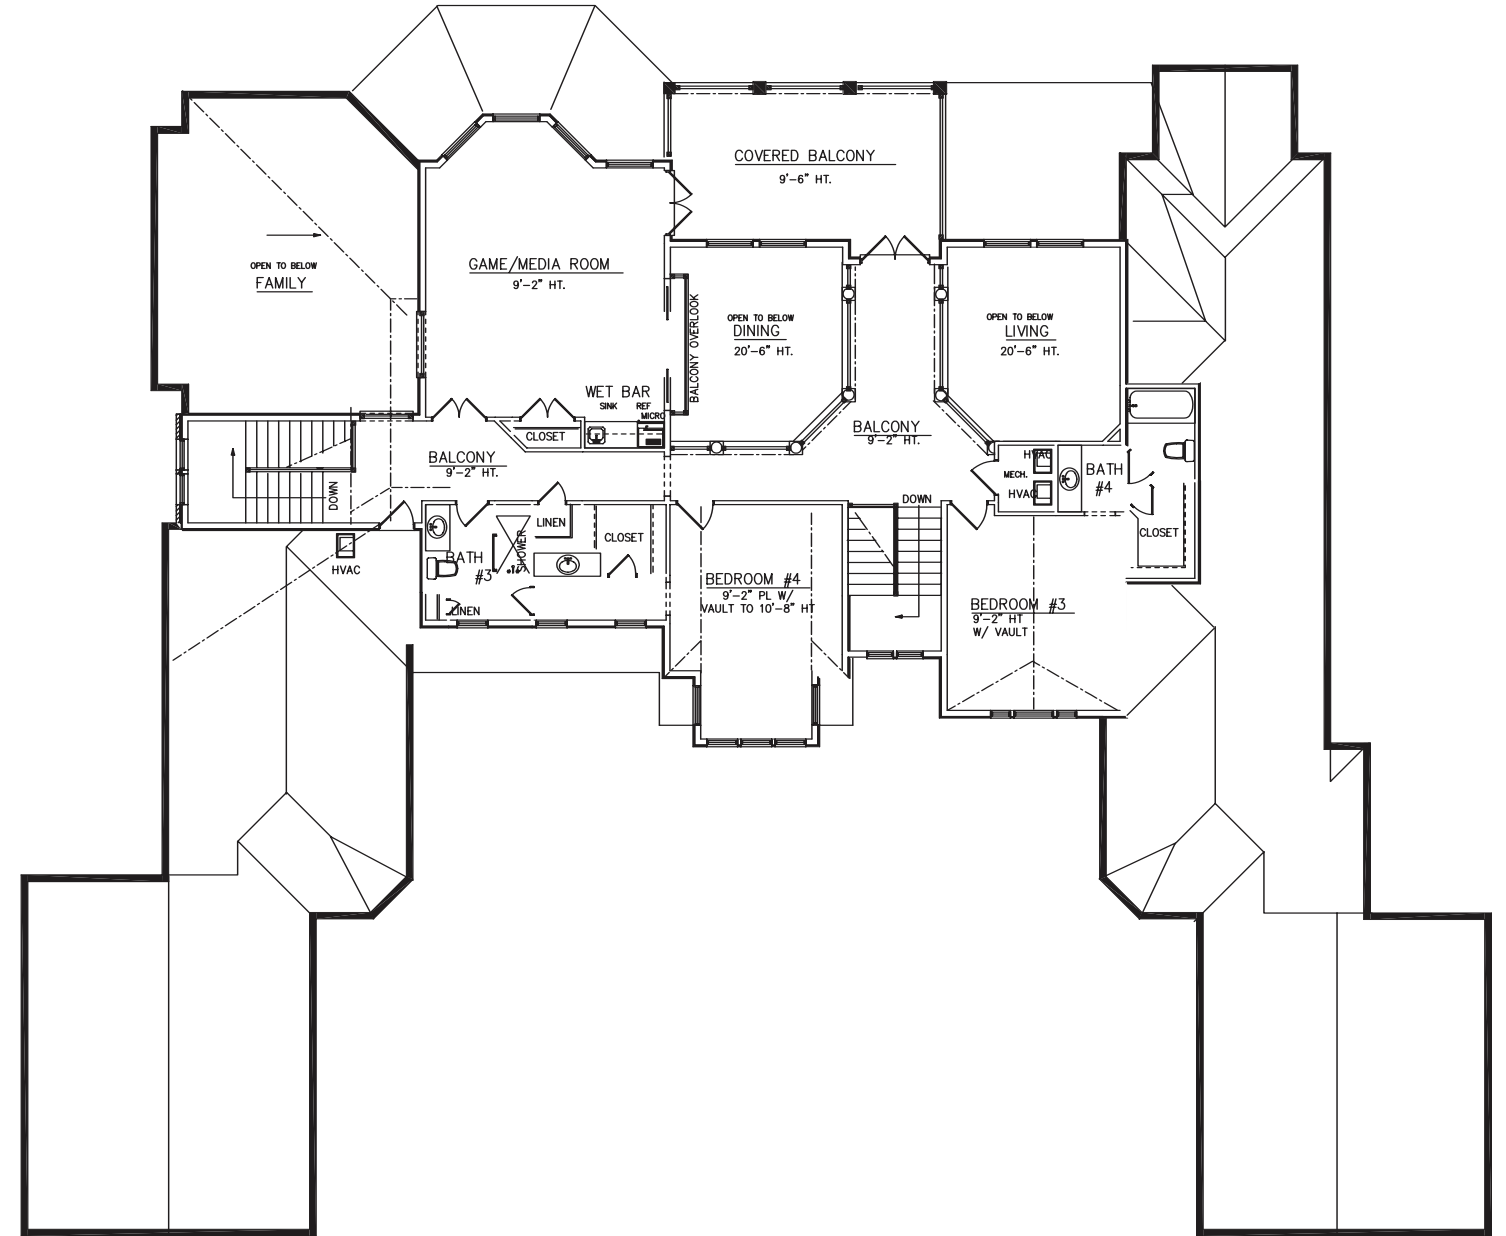 COVERED BALCONY
9'-6" HT.
OPEN TO BELOW
FAMILY
GAME/MEDIA ROOM
9'-2" HT.
BALCONY OVERLOOK
OPEN TO BELOW
DINING
20'-6" HT.
OPEN TO BELOW
LIVING
20'-6" HT.
WET BAR
SINK REF
MICRO
CLOSET
BALCONY
9'-2" HT.
BALCONY
9'-2" HT.
DOWN
HVAC
MECH.
HVAC
BATH
#4
CLOSET
DOWN
LINEN
SHOWER
CLOSET
BATH
#3
LINEN
HVAC
BEDROOM #4
9'-2" PL W/
VAULT TO 10'-8" HT
BEDROOM #3
9'-2" HT
W/ VAULT